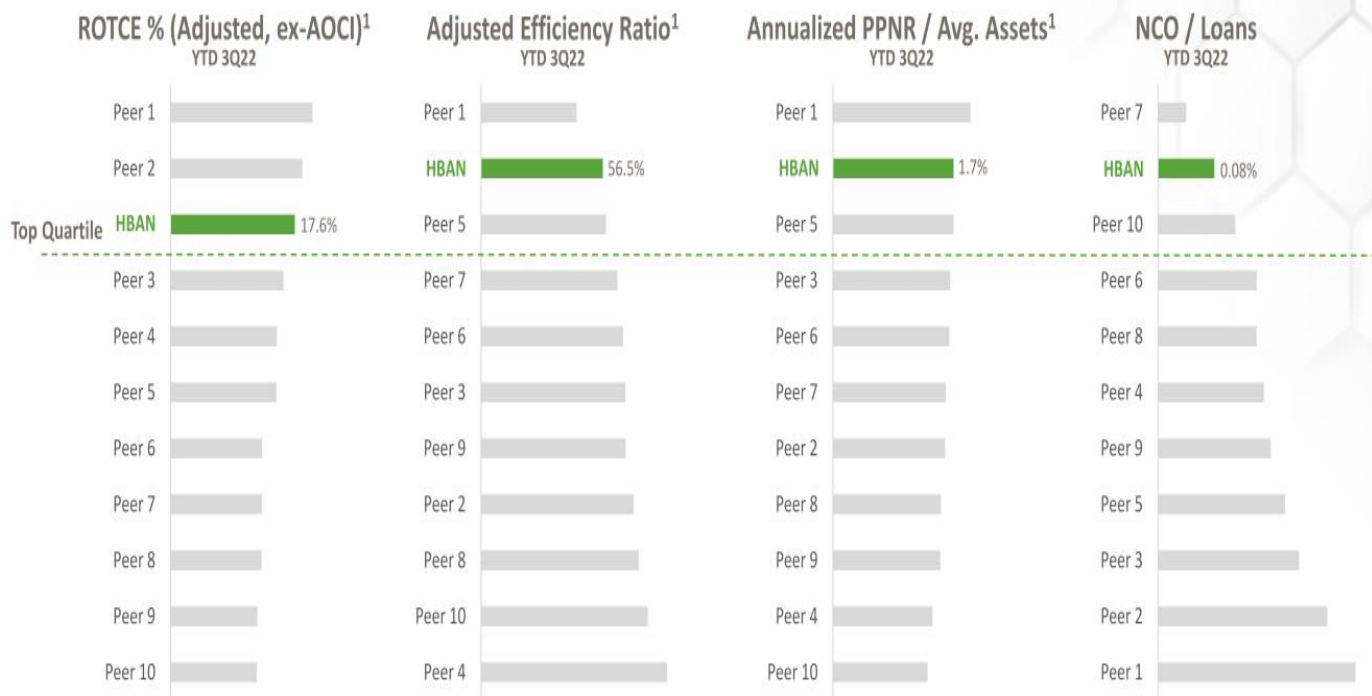 ROTCE % (Adjusted, ex-AOCI)¹
YTD 3Q22
Peer 1
Peer 2
Top Quartile
HBAN 17.6%
Peer 3
Peer 4
Peer 5
Peer 6
Peer 7
Peer 8
Peer 9
Peer 10
Adjusted Efficiency Ratio¹
YTD 3Q22
Peer 1
HBAN 56.5%
Peer 5
Peer 7
Peer 6
Peer 3
Peer 9
Peer 2
Peer 8
Peer 10
Peer 4
Annualized PPNR / Avg. Assets¹
YTD 3Q22
Peer 1
HBAN 1.7%
Peer 5
Peer 3
Peer 6
Peer 7
Peer 2
Peer 8
Peer 9
Peer 4
Peer 10
NCO / Loans
YTD 3Q22
Peer 7
HBAN 0.08%
Peer 10
Peer 6
Peer 8
Peer 4
Peer 9
Peer 5
Peer 3
Peer 2
Peer 1